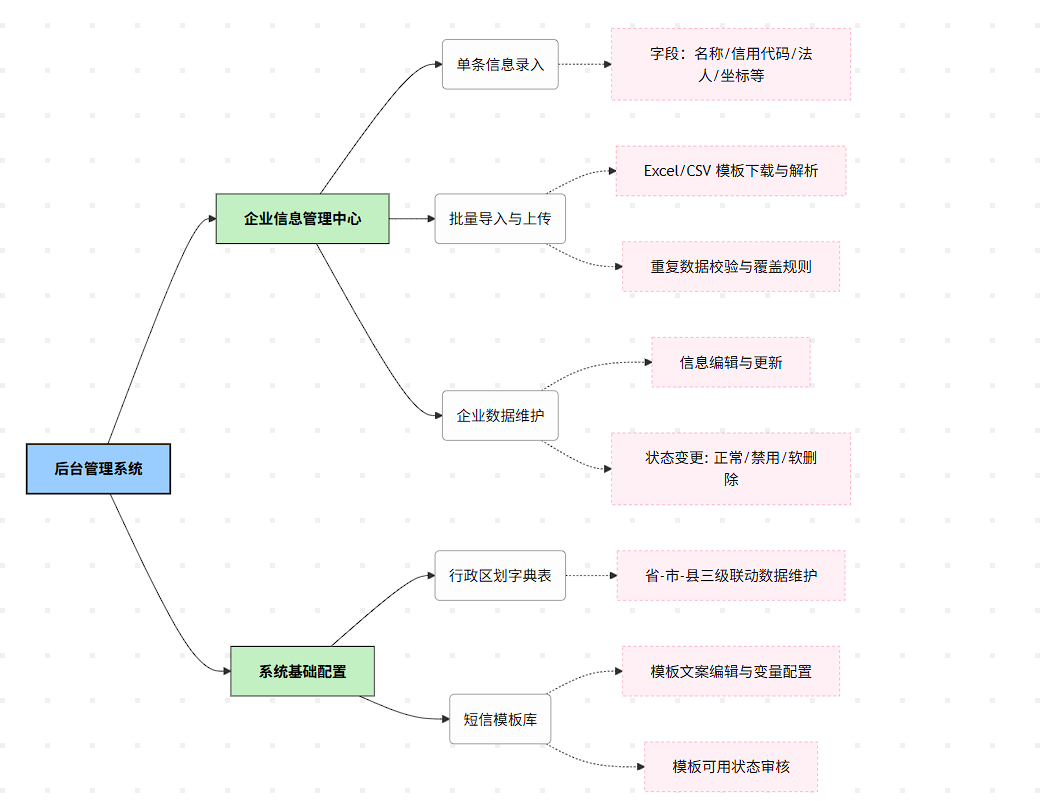 单条信息录入
字段：名称/信用代码/法
人/坐标等
Excel/CSV 模板下载与解析
企业信息管理中心
批量导入与上传
重复数据校验与覆盖规则
信息编辑与更新
企业数据维护
状态变更: 正常/禁用/软删
除
后台管理系统
行政区划字典表
省-市-县三级联动数据维护
系统基础配置
模板文案编辑与变量配置
短信模板库
模板可用状态审核